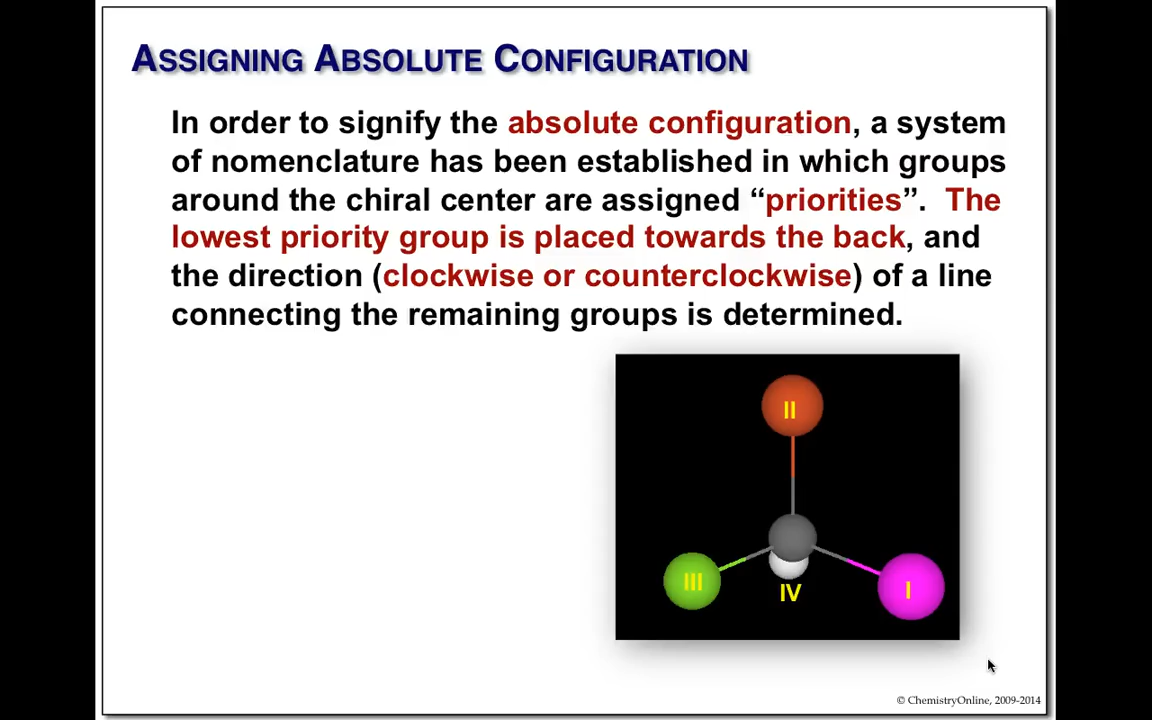 ASSIGNING ABSOLUTE CONFIGURATION
In order to signify the absolute configuration, a system
of nomenclature has been established in which groups
around the chiral center are assigned “priorities”. The
lowest priority group is placed towards the back, and
the direction (clockwise or counterclockwise) of a line
connecting the remaining groups is determined.
II
III
I
IV
© ChemistryOnline, 2009-2014